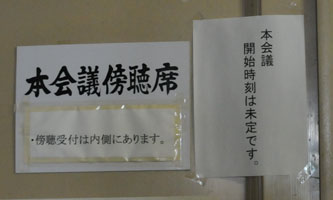 本会議傍聴席
・傍聴受付は内側にあります。
本会議
開始時刻は未定です。